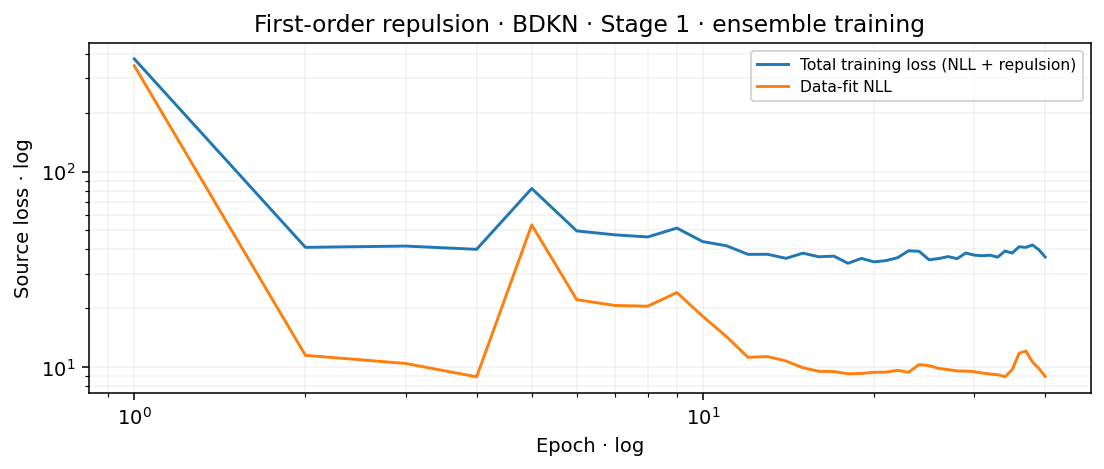 First-order repulsion · BDKN · Stage 1 · ensemble training
Total training loss (NLL + repulsion)
Data-fit NLL
Source loss · log
10²
10¹
10⁰
10¹
Epoch · log